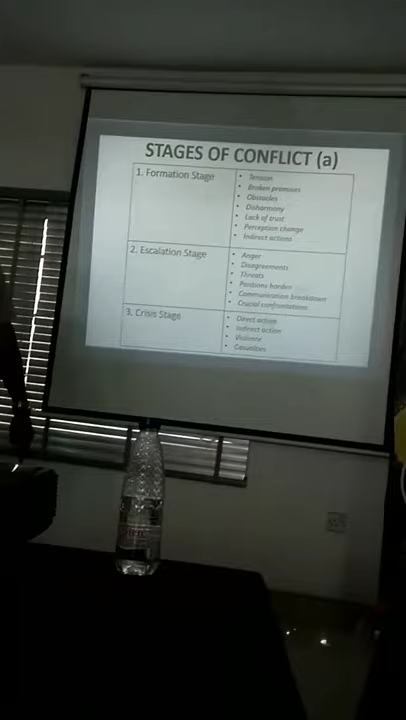 STAGES OF CONFLICT (a)
1. Formation Stage
• Tension
• Broken promises
• Obstacles
• Disharmony
• Lack of trust
• Perception change
• Indirect actions
2. Escalation Stage
• Anger
• Disagreements
• Threats
• Positions harden
• Communication breakdown
• Crucial confrontations
3. Crisis Stage
• Direct action
• Indirect action
• Violence
• Casualties